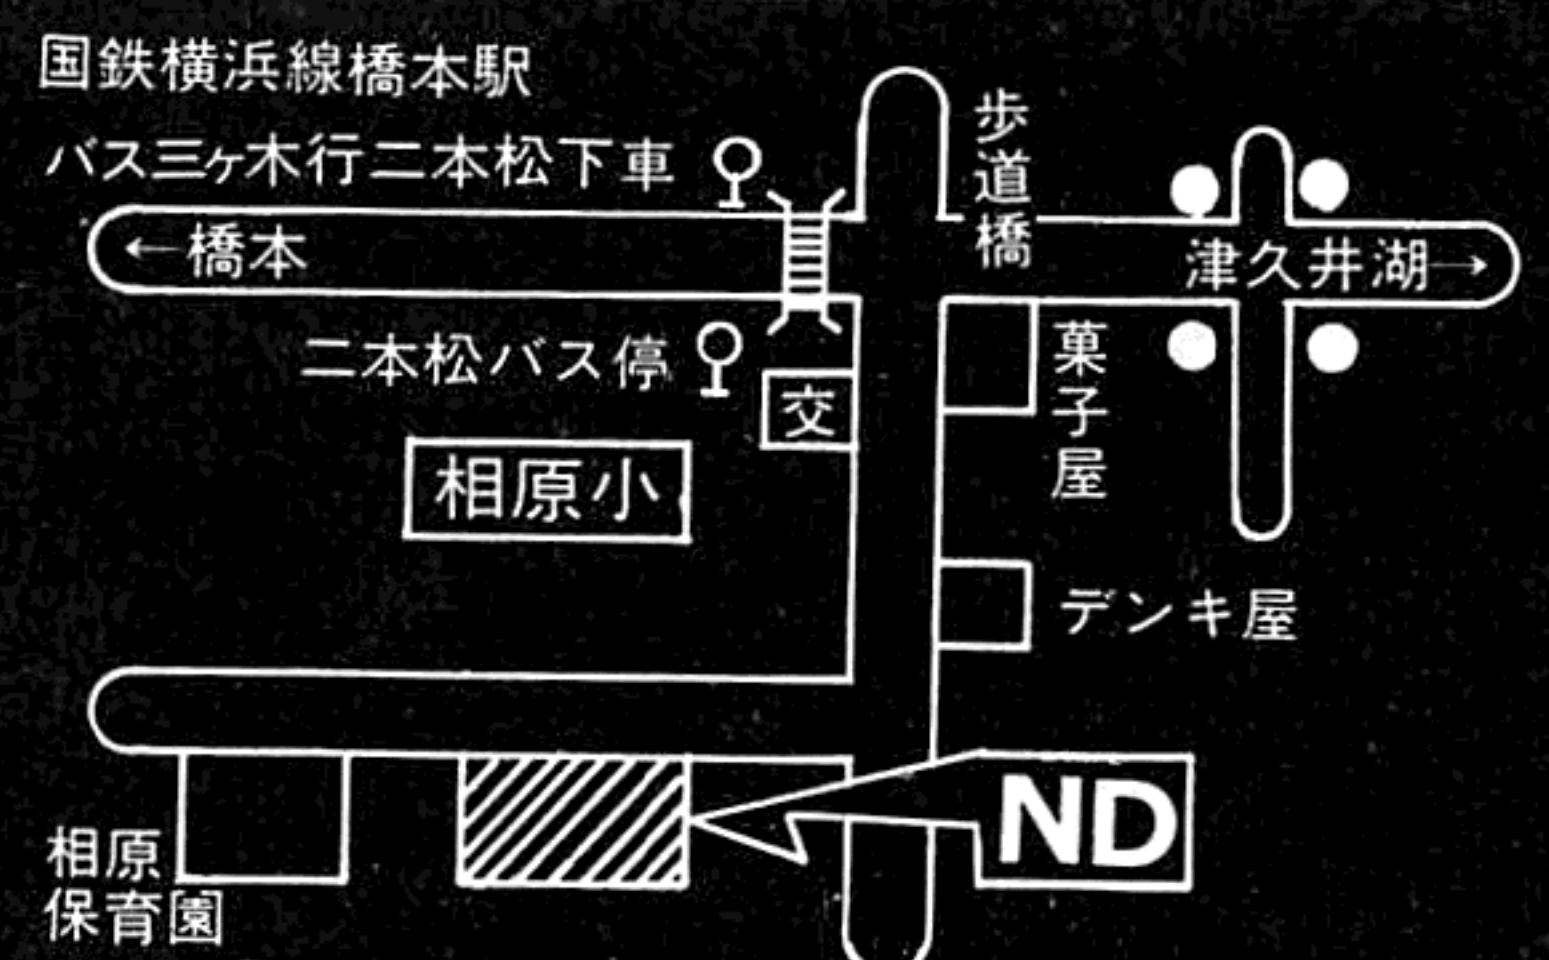 国鉄横浜線橋本駅
バス三ヶ木行二本松下車
歩道橋
←橋本
津久井湖→
二本松バス停
交
菓子屋
相原小
デンキ屋
ND
相原
保育園